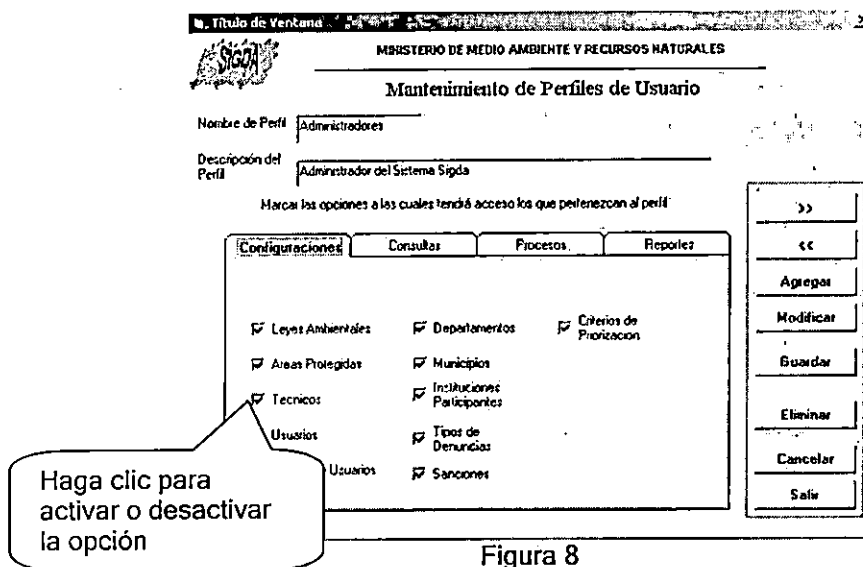 Título de Ventana
SIGDA
MINISTERIO DE MEDIO AMBIENTE Y RECURSOS NATURALES
Mantenimiento de Perfiles de Usuario
Nombre de Perfil
Administradores
Descripción del
Perfil
Administrador del Sistema Sigda
Marcar las opciones a las cuales tendrá acceso los que pertenezcan al perfil
Configuraciones
Consultas
Procesos
Reportes
Leyes Ambientales
Departamentos
Criterios de
Priorizacion
Areas Protegidas
Municipios
Tecnicos
Instituciones
Participantes
Usuarios
Tipos de
Denuncias
Usuarios
Sanciones
>>
<<
Agregar
Modificar
Guardar
Eliminar
Cancelar
Salir
Haga clic para
activar o desactivar
la opción
Figura 8